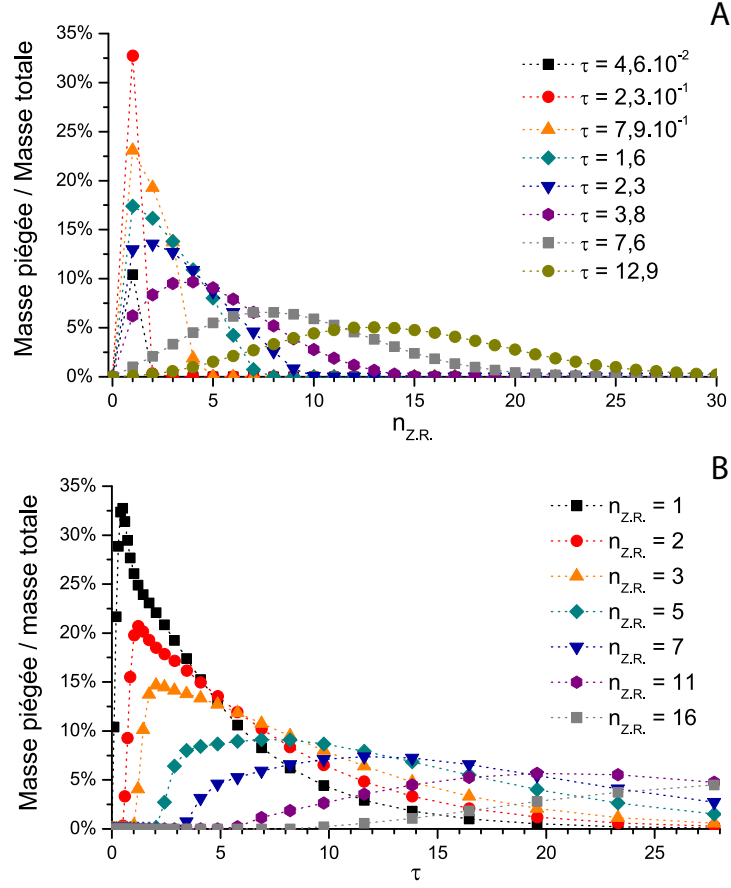 A
35%
30%
25%
20%
15%
10%
5%
0%
Masse piégée / Masse totale
0 5 10 15 20 25 30
n_Z.R.
τ = 4,6.10⁻²
τ = 2,3.10⁻¹
τ = 7,9.10⁻¹
τ = 1,6
τ = 2,3
τ = 3,8
τ = 7,6
τ = 12,9
B
35%
30%
25%
20%
15%
10%
5%
0%
Masse piégée / masse totale
0 5 10 15 20 25
τ
n_Z.R. = 1
n_Z.R. = 2
n_Z.R. = 3
n_Z.R. = 5
n_Z.R. = 7
n_Z.R. = 11
n_Z.R. = 16